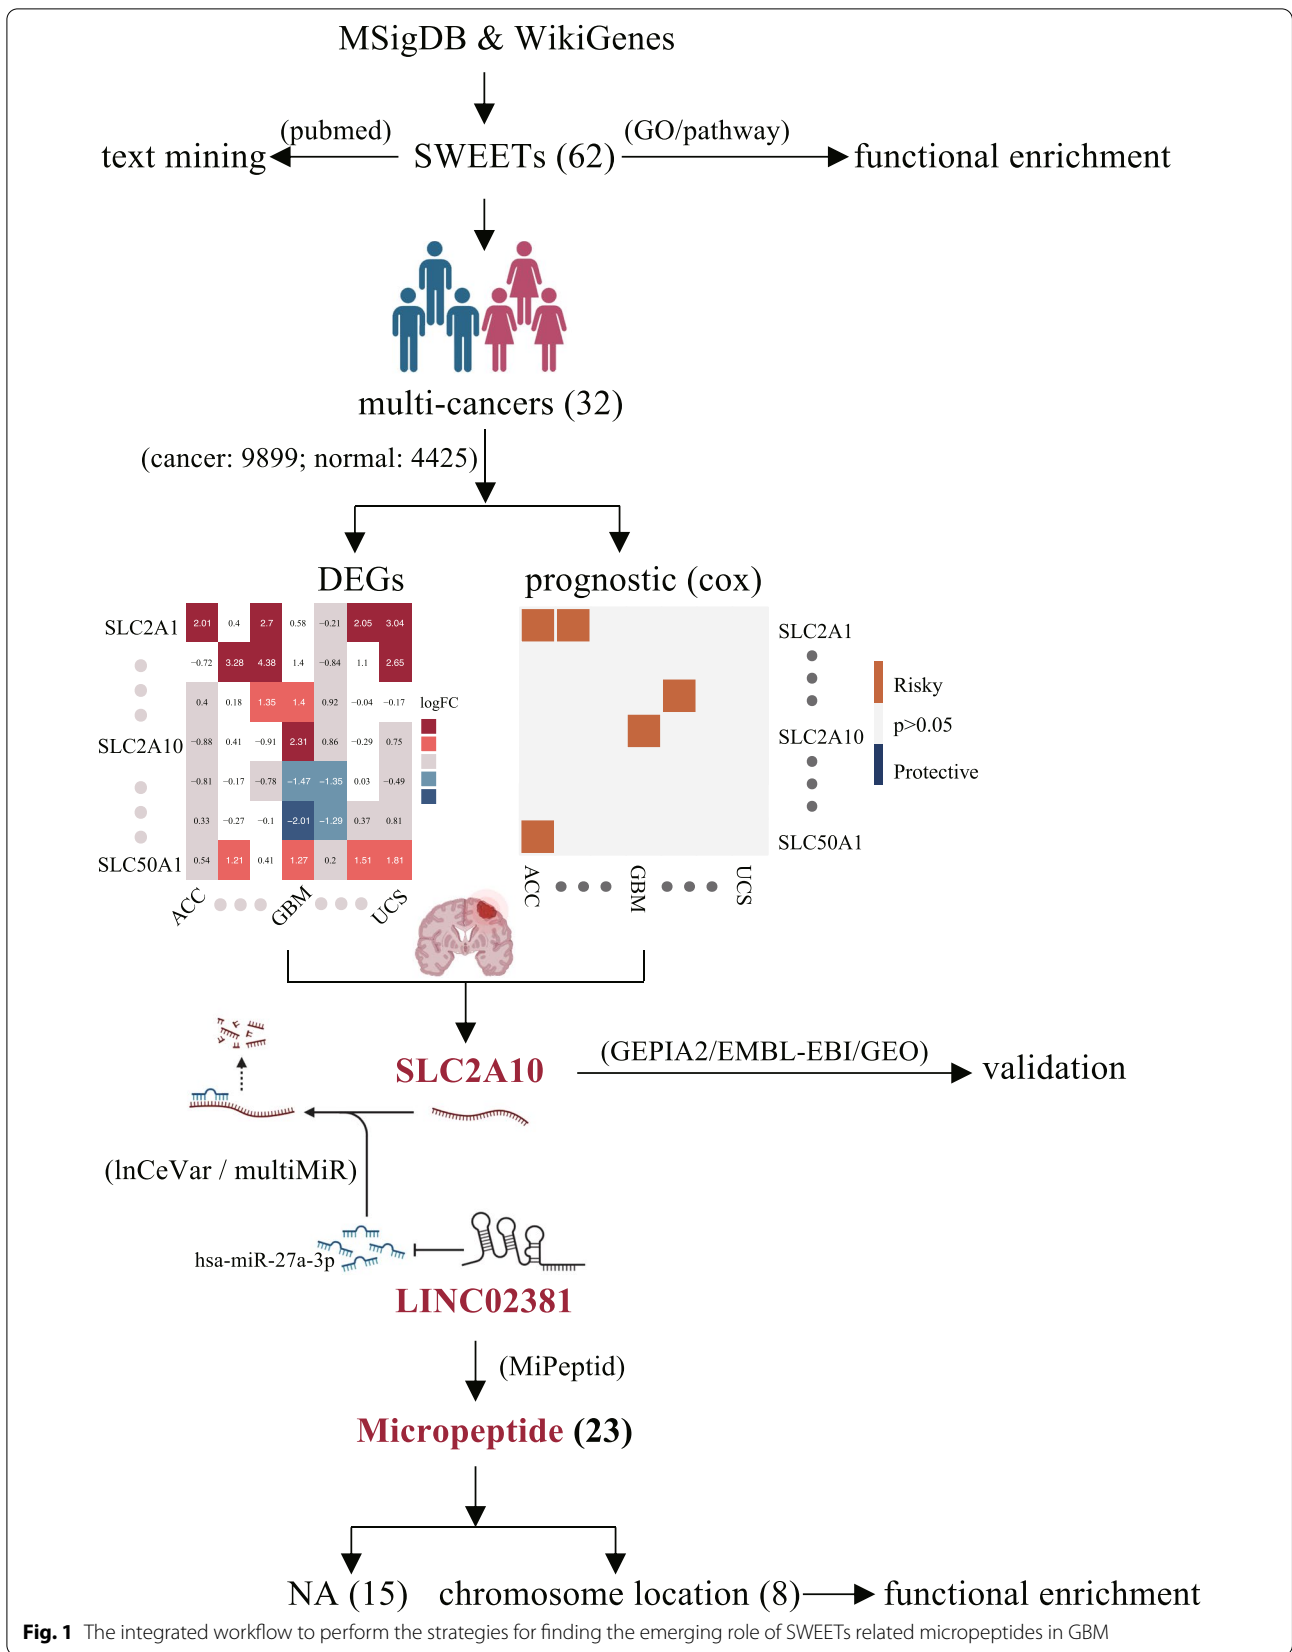 MSigDB & WikiGenes
(pubmed)
(GO/pathway)
text mining
SWEETs (62)
functional enrichment
multi-cancers (32)
(cancer: 9899; normal: 4425)
DEGs
prognostic (cox)
SLC2A1
2.01 0.4 2.7 0.58 −0.21 2.05 3.04
−0.72 3.28 4.38 1.4 −0.84 1.1 2.65
0.4 0.18 1.35 1.4 0.92 −0.04 −0.17
SLC2A10
−0.88 0.41 −0.91 2.31 0.86 −0.29 0.75
−0.81 −0.17 −0.78 −1.47 −1.35 0.03 −0.49
0.33 −0.27 −0.1 −2.01 −1.29 0.37 0.81
SLC50A1
0.54 1.21 0.41 1.27 0.2 1.51 1.81
ACC
GBM
UCS
logFC
SLC2A1
SLC2A10
SLC50A1
ACC
GBM
UCS
Risky
p>0.05
Protective
SLC2A10
(GEPIA2/EMBL-EBI/GEO)
validation
(lnCeVar / multiMiR)
hsa-miR-27a-3p
LINC02381
(MiPeptid)
Micropeptide (23)
NA (15)
chromosome location (8)
functional enrichment
Fig. 1 The integrated workflow to perform the strategies for finding the emerging role of SWEETs related micropeptides in GBM